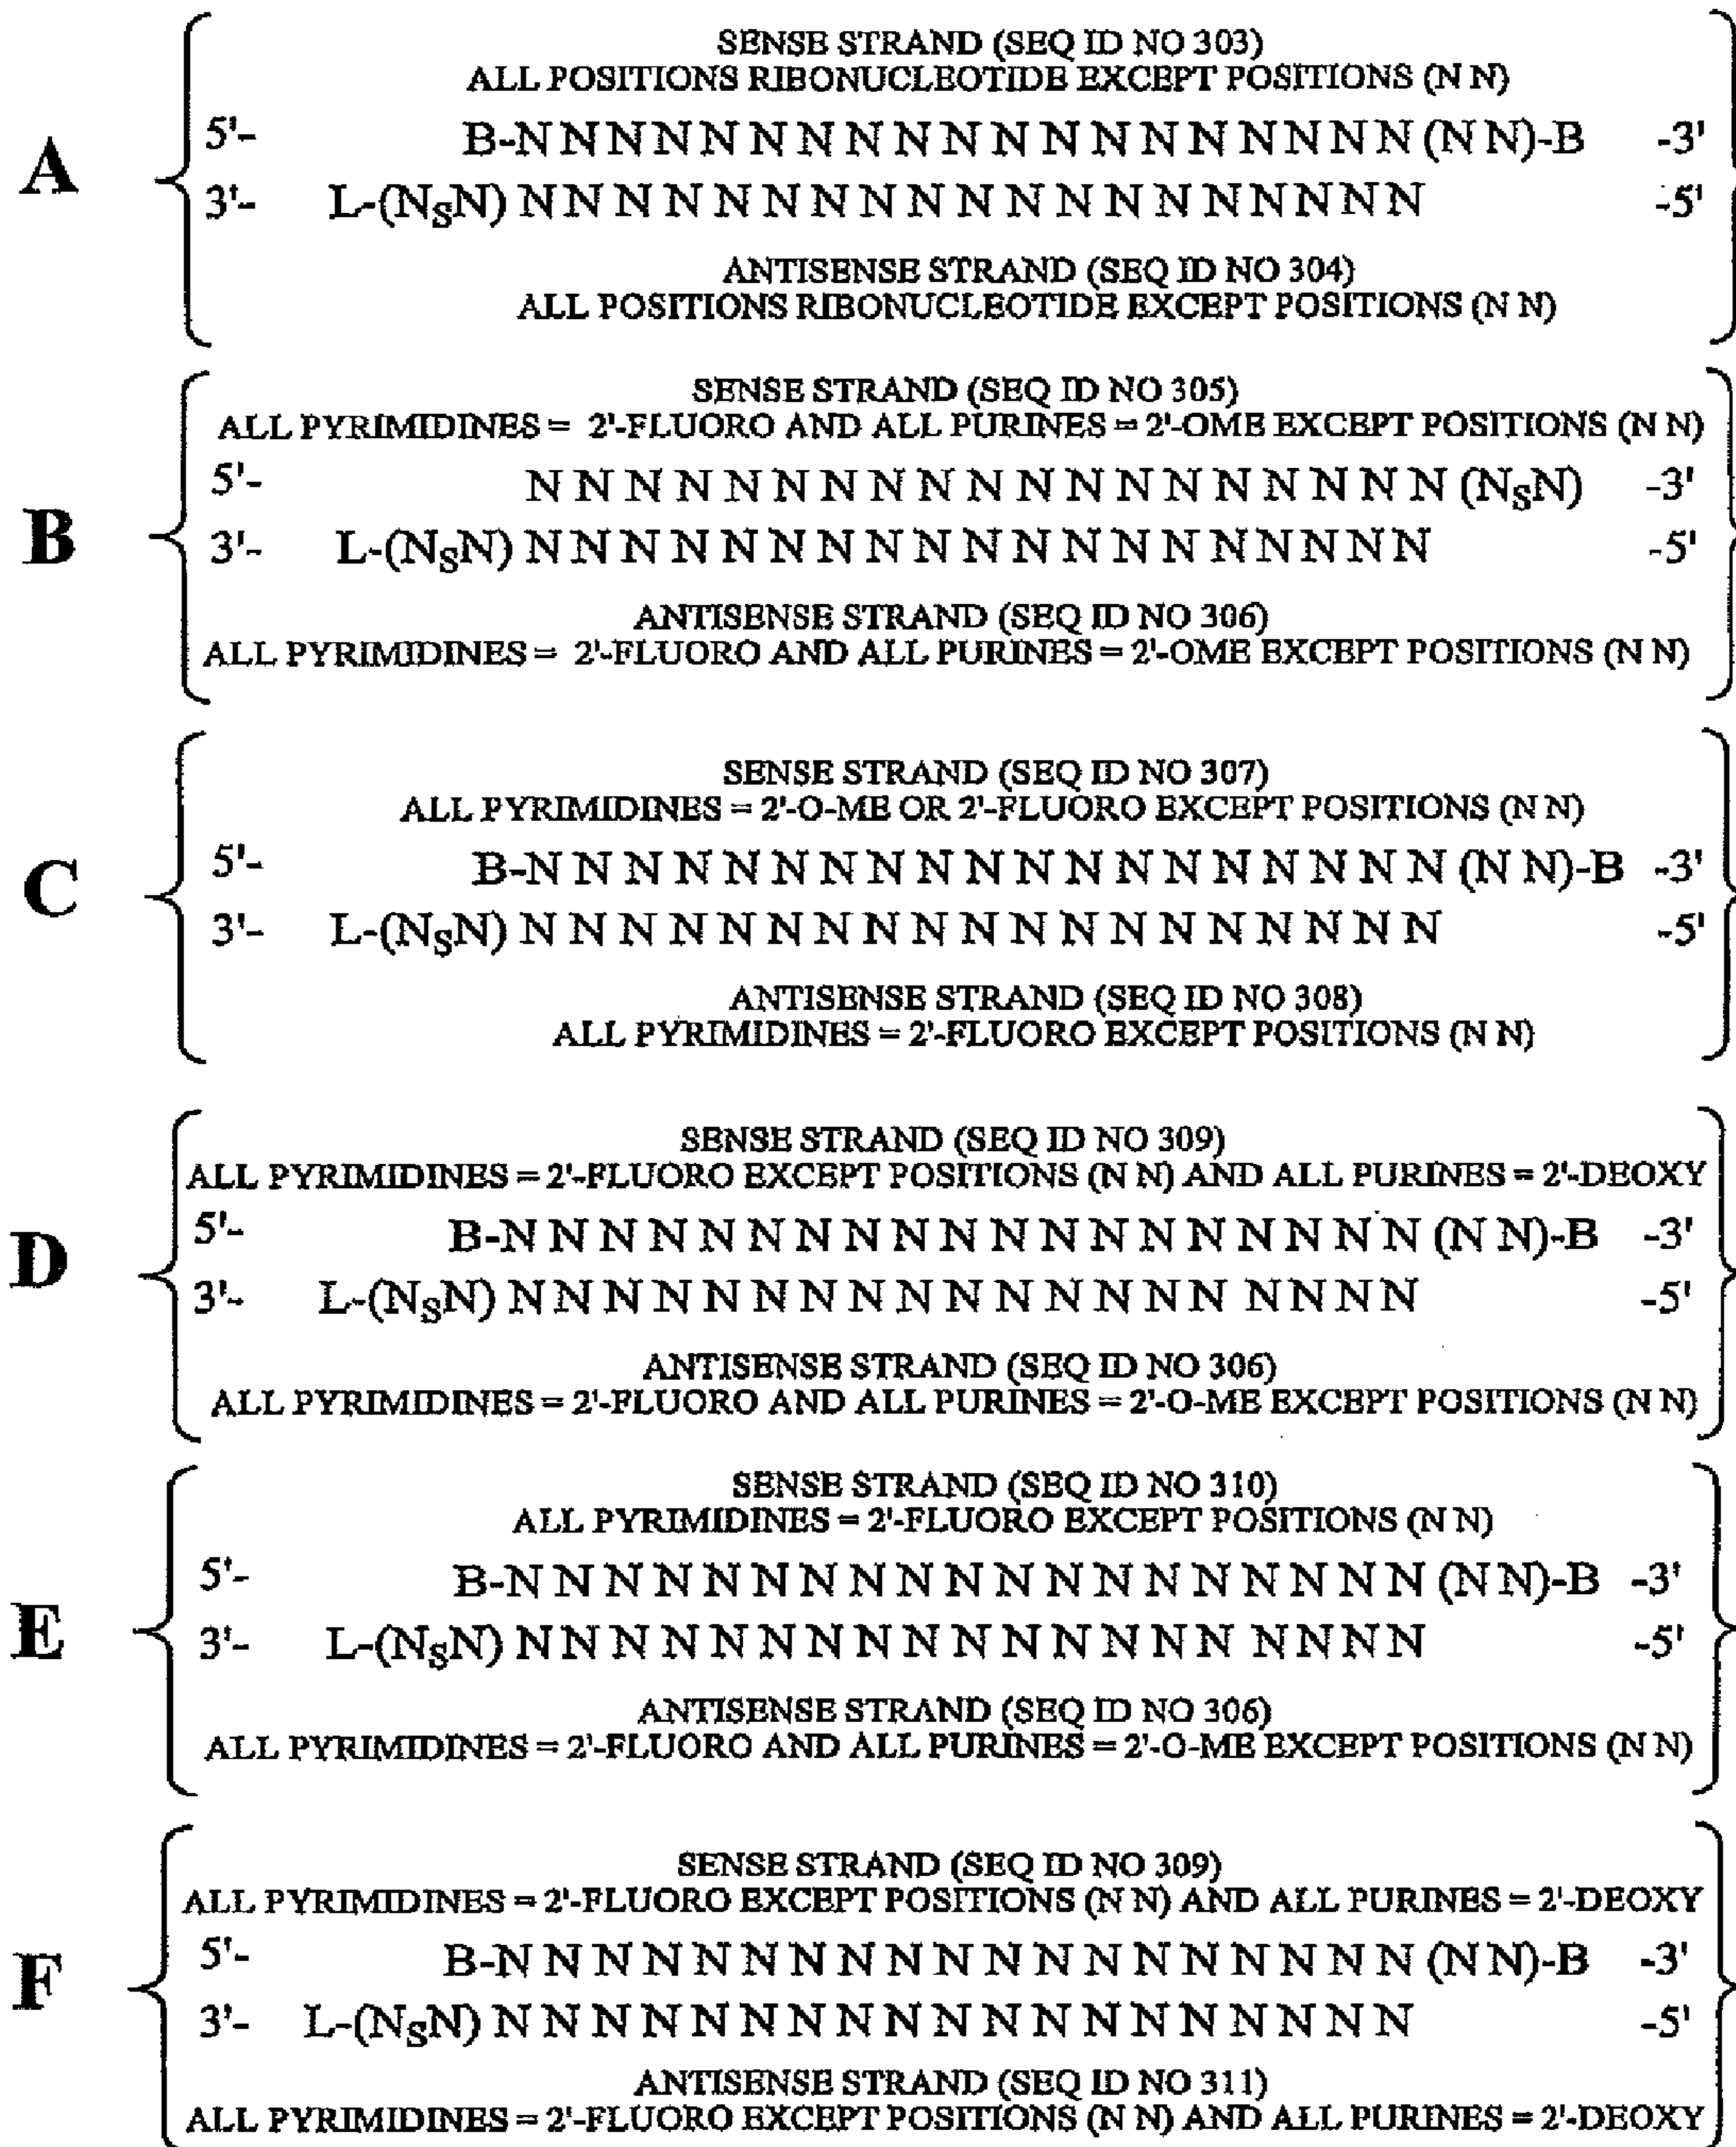 SENSE STRAND (SEQ ID NO 303)
ALL POSITIONS RIBONUCLEOTIDE EXCEPT POSITIONS (N N)
A
5'- B-N N N N N N N N N N N N N N N N N N N (N N)-B -3'
3'- L-(NSN) N N N N N N N N N N N N N N N N N N N -5'
ANTISENSE STRAND (SEQ ID NO 304)
ALL POSITIONS RIBONUCLEOTIDE EXCEPT POSITIONS (N N)
SENSE STRAND (SEQ ID NO 305)
ALL PYRIMIDINES = 2'-FLUORO AND ALL PURINES = 2'-OME EXCEPT POSITIONS (N N)
B
5'- N N N N N N N N N N N N N N N N N N N (NSN) -3'
3'- L-(NSN) N N N N N N N N N N N N N N N N N N N -5'
ANTISENSE STRAND (SEQ ID NO 306)
ALL PYRIMIDINES = 2'-FLUORO AND ALL PURINES = 2'-OME EXCEPT POSITIONS (N N)
SENSE STRAND (SEQ ID NO 307)
ALL PYRIMIDINES = 2'-O-ME OR 2'-FLUORO EXCEPT POSITIONS (N N)
C
5'- B-N N N N N N N N N N N N N N N N N N N (N N)-B -3'
3'- L-(NSN) N N N N N N N N N N N N N N N N N N N -5'
ANTISENSE STRAND (SEQ ID NO 308)
ALL PYRIMIDINES = 2'-FLUORO EXCEPT POSITIONS (N N)
SENSE STRAND (SEQ ID NO 309)
ALL PYRIMIDINES = 2'-FLUORO EXCEPT POSITIONS (N N) AND ALL PURINES = 2'-DEOXY
D
5'- B-N N N N N N N N N N N N N N N N N N N (N N)-B -3'
3'- L-(NSN) N N N N N N N N N N N N N N N N N N N -5'
ANTISENSE STRAND (SEQ ID NO 306)
ALL PYRIMIDINES = 2'-FLUORO AND ALL PURINES = 2'-O-ME EXCEPT POSITIONS (N N)
SENSE STRAND (SEQ ID NO 310)
ALL PYRIMIDINES = 2'-FLUORO EXCEPT POSITIONS (N N)
E
5'- B-N N N N N N N N N N N N N N N N N N N (N N)-B -3'
3'- L-(NSN) N N N N N N N N N N N N N N N N N N N -5'
ANTISENSE STRAND (SEQ ID NO 306)
ALL PYRIMIDINES = 2'-FLUORO AND ALL PURINES = 2'-O-ME EXCEPT POSITIONS (N N)
SENSE STRAND (SEQ ID NO 309)
ALL PYRIMIDINES = 2'-FLUORO EXCEPT POSITIONS (N N) AND ALL PURINES = 2'-DEOXY
F
5'- B-N N N N N N N N N N N N N N N N N N N (N N)-B -3'
3'- L-(NSN) N N N N N N N N N N N N N N N N N N N -5'
ANTISENSE STRAND (SEQ ID NO 311)
ALL PYRIMIDINES = 2'-FLUORO EXCEPT POSITIONS (N N) AND ALL PURINES = 2'-DEOXY